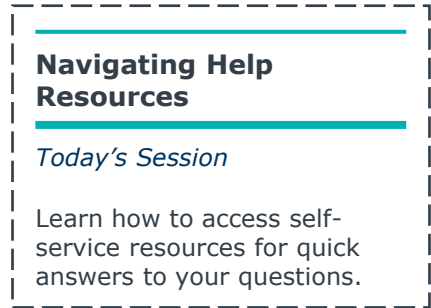 Navigating Help
Resources
Today’s Session
Learn how to access self-
service resources for quick
answers to your questions.